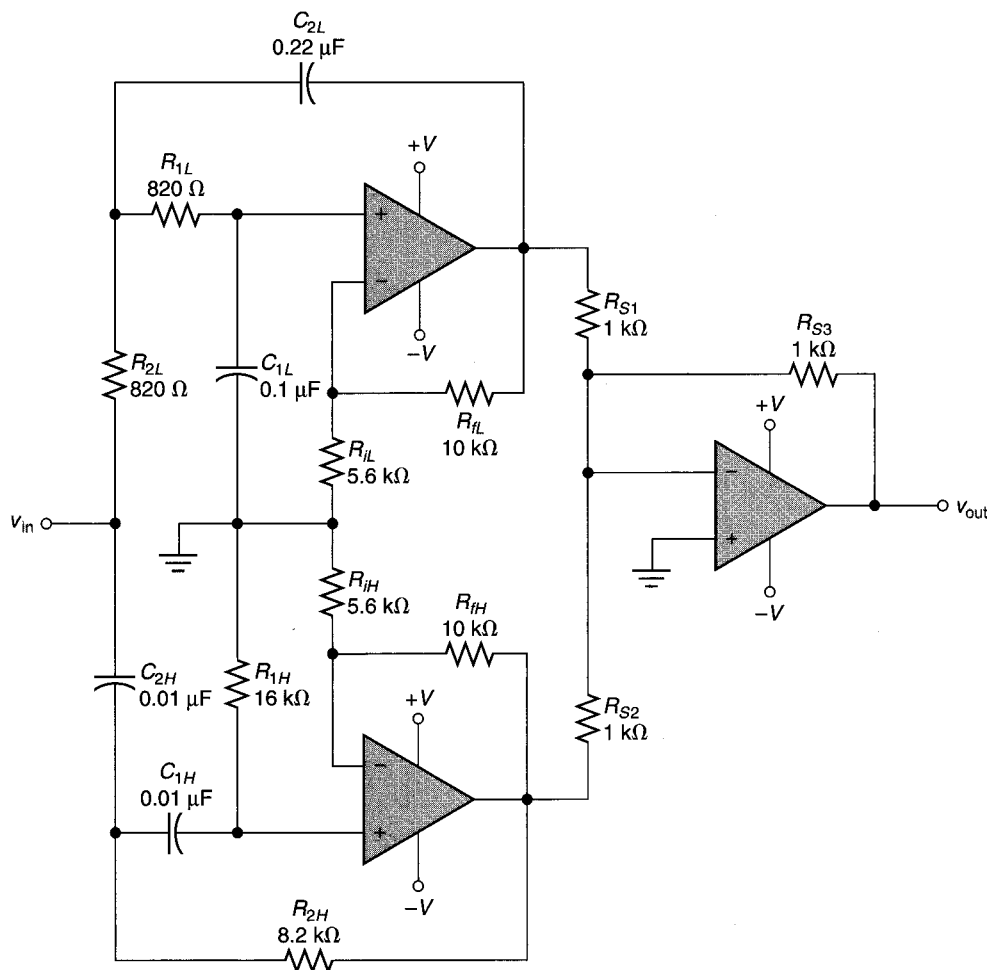 C2L
0.22 μF
+V
R1L
820 Ω
+
−
−V
RS1
1 kΩ
RS3
1 kΩ
R2L
820 Ω
C1L
0.1 μF
RfL
10 kΩ
+V
RiL
5.6 kΩ
−
vin
vout
+
RiH
5.6 kΩ
−V
RfH
10 kΩ
C2H
0.01 μF
R1H
16 kΩ
+V
RS2
1 kΩ
C1H
0.01 μF
−
+
−V
R2H
8.2 kΩ